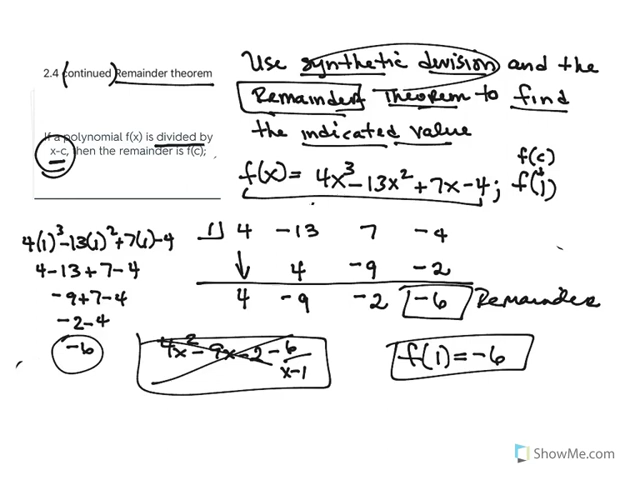 2.4 (continued) Remainder theorem
If a polynomial f(x) is divided by
x-c, then the remainder is f(c);
Use synthetic division and the
Remainder Theorem to find
the indicated value
f(c)
f(x) = 4x³-13x²+7x-4; f(1)
4(1)³-13(1)²+7(1)-4
4-13+7-4
-9+7-4
-2-4
-6
1) 4 -13 7 -4
↓ 4 -9 -2
4 -9 -2 -6 Remainder
4x²-9x-2-6/x-1
f(1)=-6
ShowMe.com